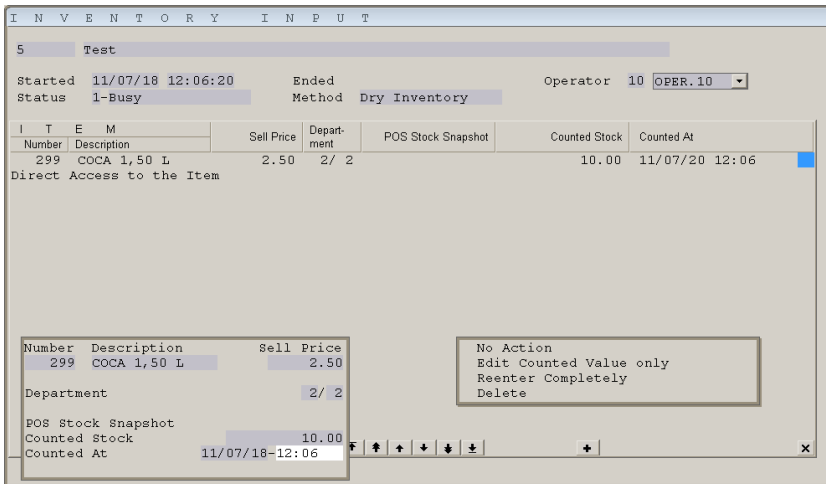 I N V E N T O R Y I N P U T
5 Test
Started 11/07/18 12:06:20 Ended Operator 10 OPER.10
Status 1-Busy Method Dry Inventory
I T E M
Number Description Sell Price Depart-ment POS Stock Snapshot Counted Stock Counted At
299 COCA 1,50 L 2.50 2/ 2 10.00 11/07/20 12:06
Direct Access to the Item
Number Description Sell Price
299 COCA 1,50 L 2.50
Department 2/ 2
POS Stock Snapshot
Counted Stock 10.00
Counted At 11/07/18-12:06
No Action
Edit Counted Value only
Reenter Completely
Delete